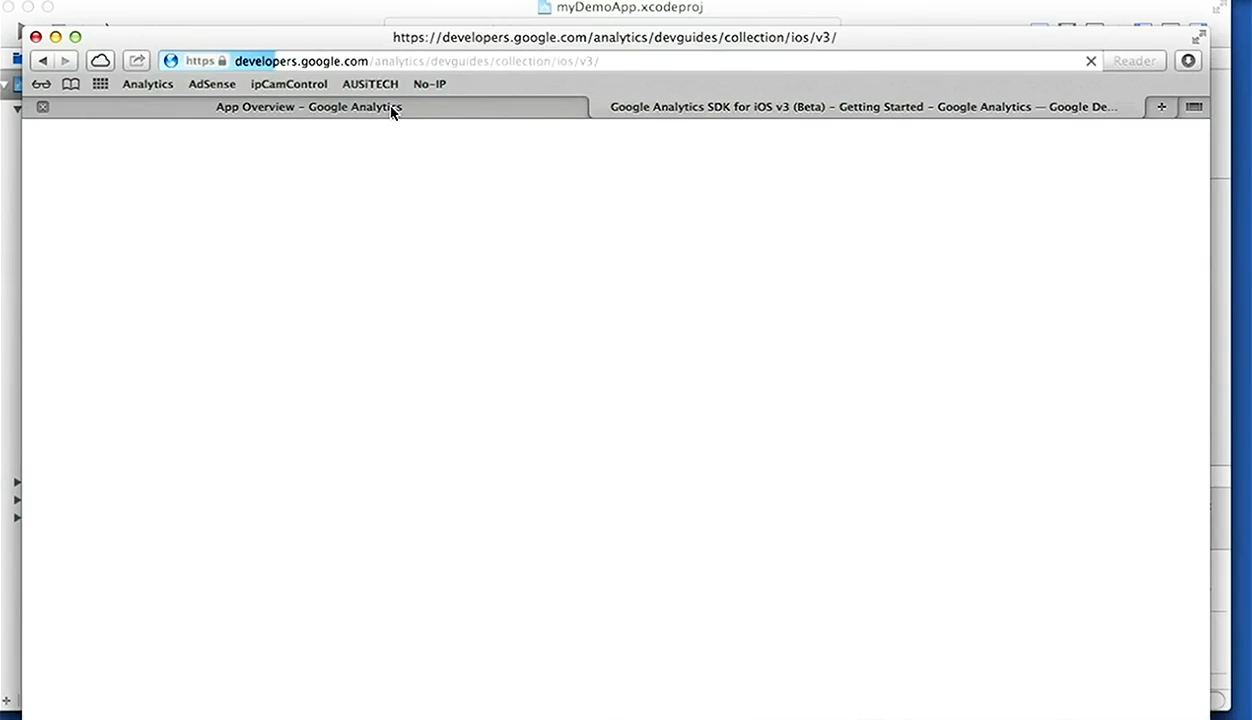 myDemoApp.xcodeproj
https://developers.google.com/analytics/devguides/collection/ios/v3/
https developers.google.com/analytics/devguides/collection/ios/v3/
Reader
Analytics AdSense ipCamControl AUSiTECH No-IP
App Overview – Google Analytics
Google Analytics SDK for iOS v3 (Beta) – Getting Started – Google Analytics — Google De...